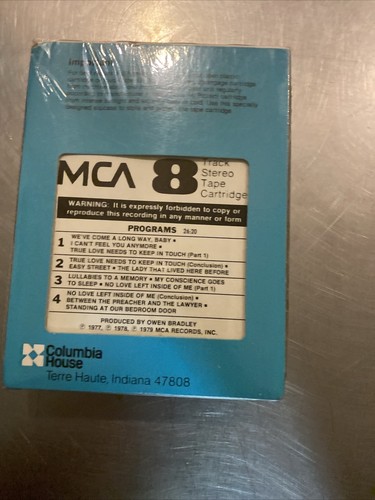 Important
MCA 8 Track
Stereo
Tape
Cartridge
WARNING: It is expressly forbidden to copy or
reproduce this recording in any manner or form
PROGRAMS 26:20
1 WE'VE COME A LONG WAY, BABY •
I CAN'T FEEL YOU ANYMORE •
TRUE LOVE NEEDS TO KEEP IN TOUCH (Part 1)
2 TRUE LOVE NEEDS TO KEEP IN TOUCH (Conclusion) •
EASY STREET • THE LADY THAT LIVED HERE BEFORE
3 LULLABIES TO A MEMORY • MY CONSCIENCE GOES
TO SLEEP • NO LOVE LEFT INSIDE OF ME (Part 1)
4 NO LOVE LEFT INSIDE OF ME (Conclusion) •
BETWEEN THE PREACHER AND THE LAWYER •
STANDING AT OUR BEDROOM DOOR
PRODUCED BY OWEN BRADLEY
℗ 1977, ℗ 1978, ℗ 1979 MCA RECORDS, INC.
Columbia
House
Terre Haute, Indiana 47808